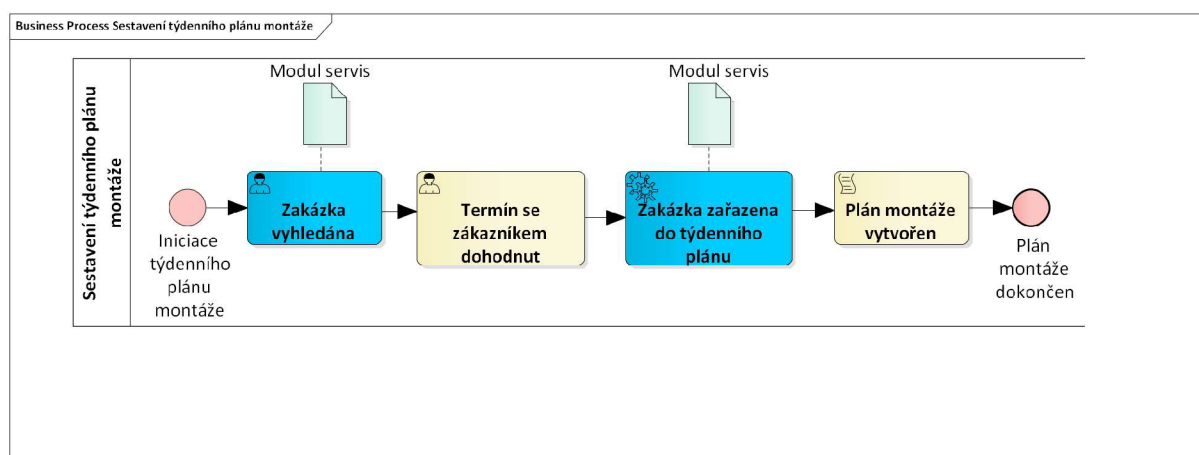 Business Process Sestavení týdenního plánu montáže
Sestavení týdenního plánu
montáže
Modul servis
Modul servis
Zakázka
vyhledána
Termín se
zákazníkem
dohodnut
Zakázka zařazena
do týdenního
plánu
Plán montáže
vytvořen
Iniciace
týdenního
plánu
montáže
Plán
montáže
dokončen